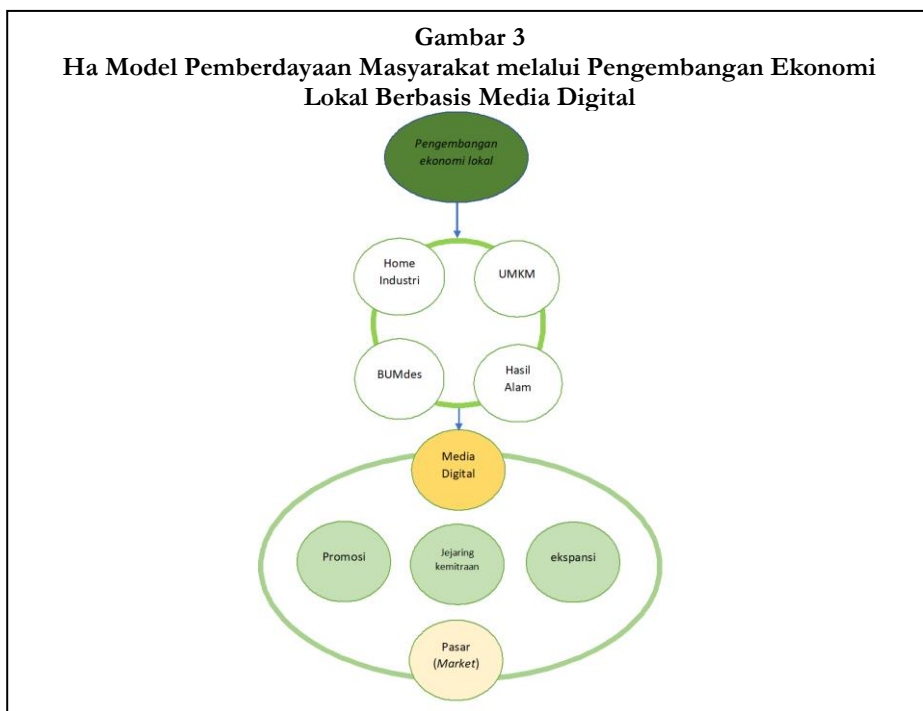 Gambar 3
Ha Model Pemberdayaan Masyarakat melalui Pengembangan Ekonomi
Lokal Berbasis Media Digital
Pengembangan
ekonomi lokal
Home
Industri
UMKM
BUMdes
Hasil
Alam
Media
Digital
Promosi
Jejaring
kemitraan
ekspansi
Pasar
(Market)